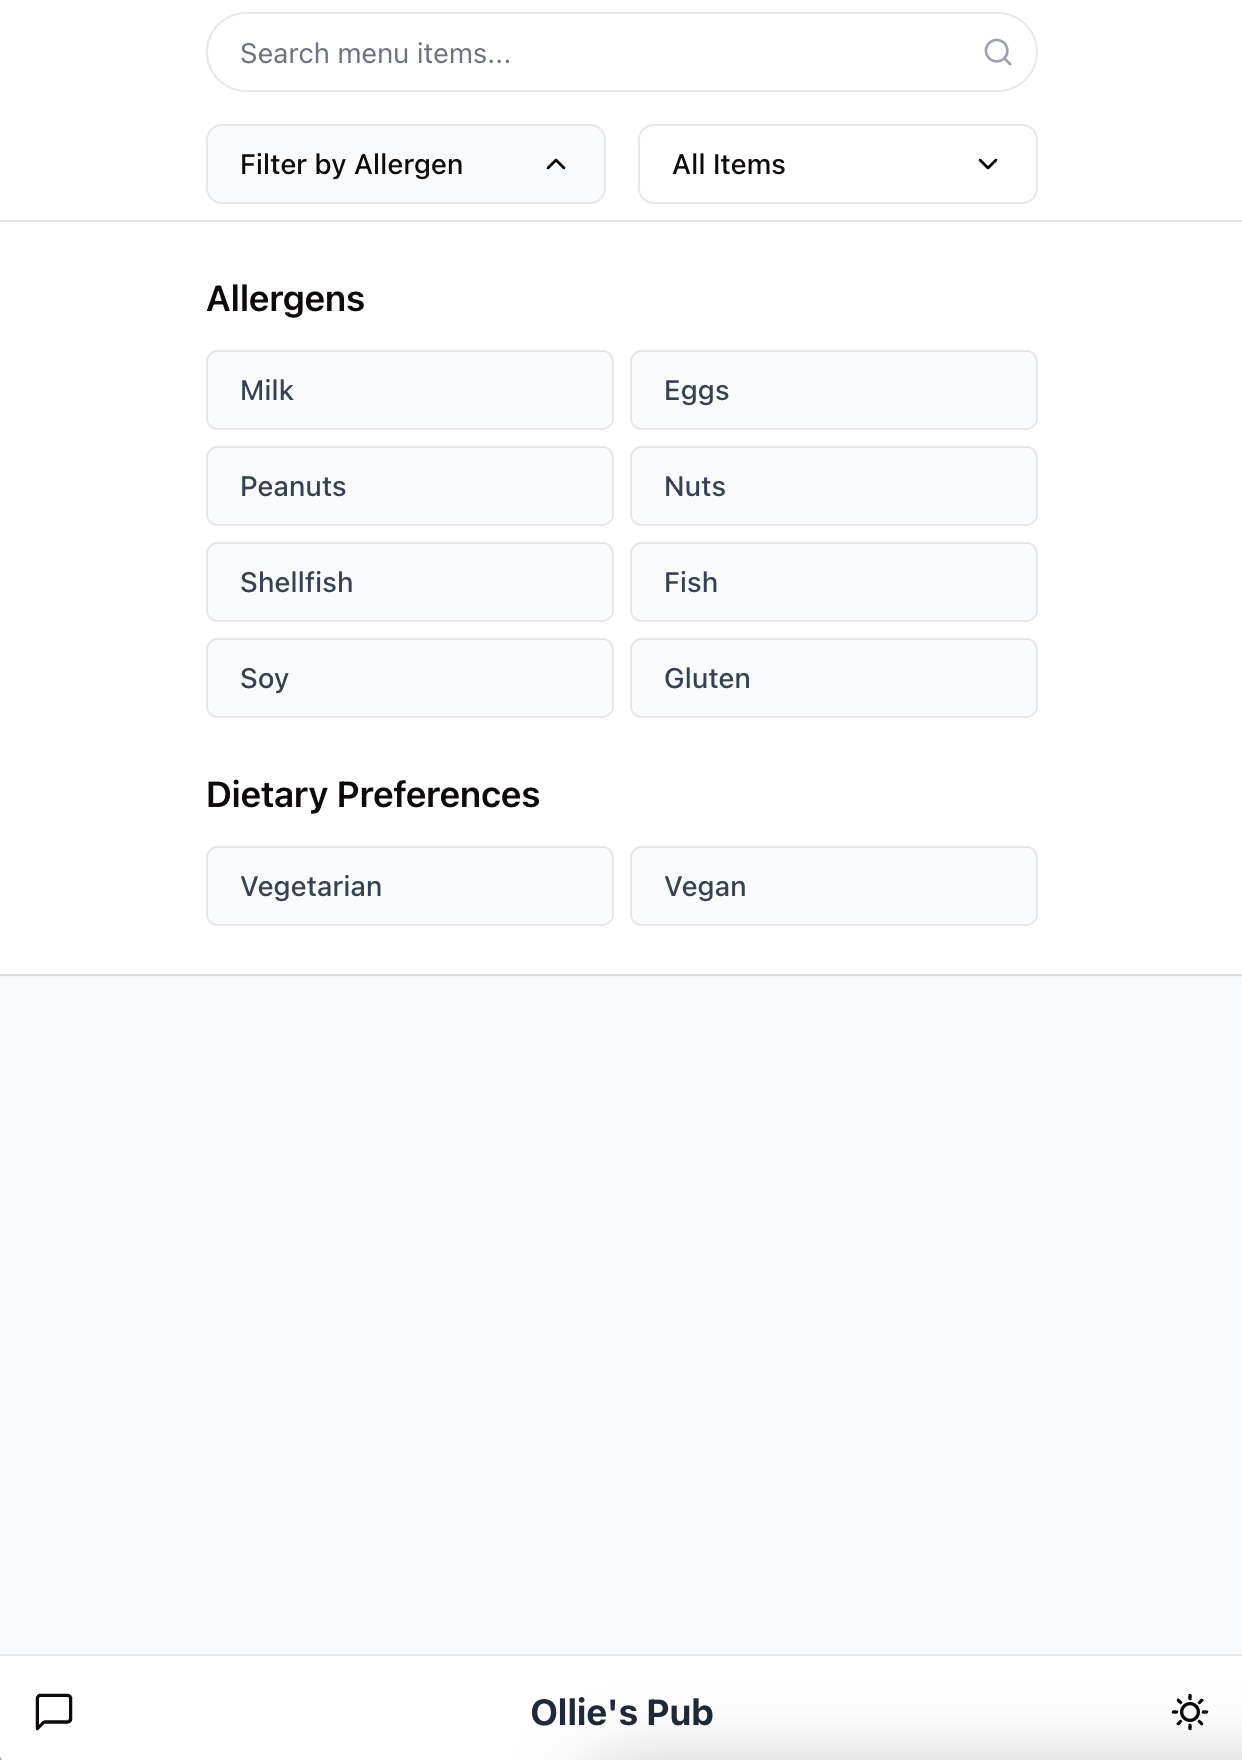 Search menu items...
Filter by Allergen
All Items
Allergens
Milk
Eggs
Peanuts
Nuts
Shellfish
Fish
Soy
Gluten
Dietary Preferences
Vegetarian
Vegan
Ollie's Pub